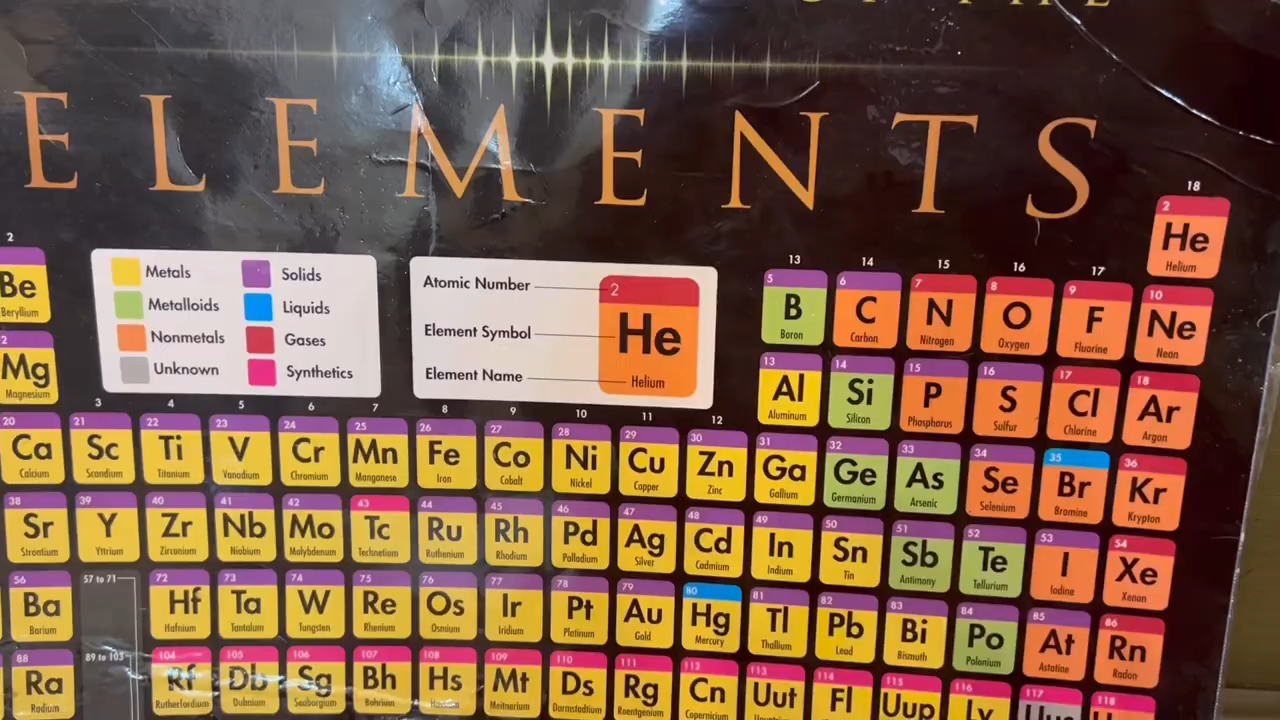 OF THE
ELEMENTS
18
2
He
Helium
2
Be
Beryllium
Metals
Metalloids
Nonmetals
Unknown
Solids
Liquids
Gases
Synthetics
Atomic Number
Element Symbol
Element Name
2
He
Helium
13 14 15 16 17
5 6 7 8 9 10
B C N O F Ne
Boron Carbon Nitrogen Oxygen Fluorine Neon
2 13 14 15 16 17 18
Mg Al Si P S Cl Ar
Magnesium Aluminum Silicon Phosphorus Sulfur Chlorine Argon
3 4 5 6 7 8 9 10 11 12
20 21 22 23 24 25 26 27 28 29 30 31 32 33 34 35 36
Ca Sc Ti V Cr Mn Fe Co Ni Cu Zn Ga Ge As Se Br Kr
Calcium Scandium Titanium Vanadium Chromium Manganese Iron Cobalt Nickel Copper Zinc Gallium Germanium Arsenic Selenium Bromine Krypton
38 39 40 41 42 43 44 45 46 47 48 49 50 51 52 53 54
Sr Y Zr Nb Mo Tc Ru Rh Pd Ag Cd In Sn Sb Te I Xe
Strontium Yttrium Zirconium Niobium Molybdenum Technetium Ruthenium Rhodium Palladium Silver Cadmium Indium Tin Antimony Tellurium Iodine Xenon
56 57 to 71 72 73 74 75 76 77 78 79 80 81 82 83 84 85 86
Ba Hf Ta W Re Os Ir Pt Au Hg Tl Pb Bi Po At Rn
Barium Hafnium Tantalum Tungsten Rhenium Osmium Iridium Platinum Gold Mercury Thallium Lead Bismuth Polonium Astatine Radon
88 89 to 103 104 105 106 107 108 109 110 111 112 113 114 115 116 117 118
Ra Rf Db Sg Bh Hs Mt Ds Rg Cn Uut Fl Uup Lv
Radium Rutherfordium Dubnium Seaborgium Bohrium Hassium Meitnerium Darmstadtium Roentgenium Copernicium